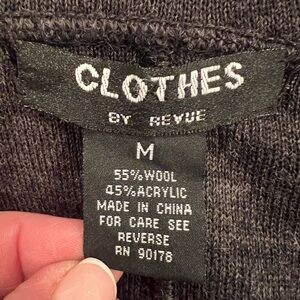 CLOTHES
BY REVUE
M
55%WOOL
45%ACRYLIC
MADE IN CHINA
FOR CARE SEE
REVERSE
RN 90178